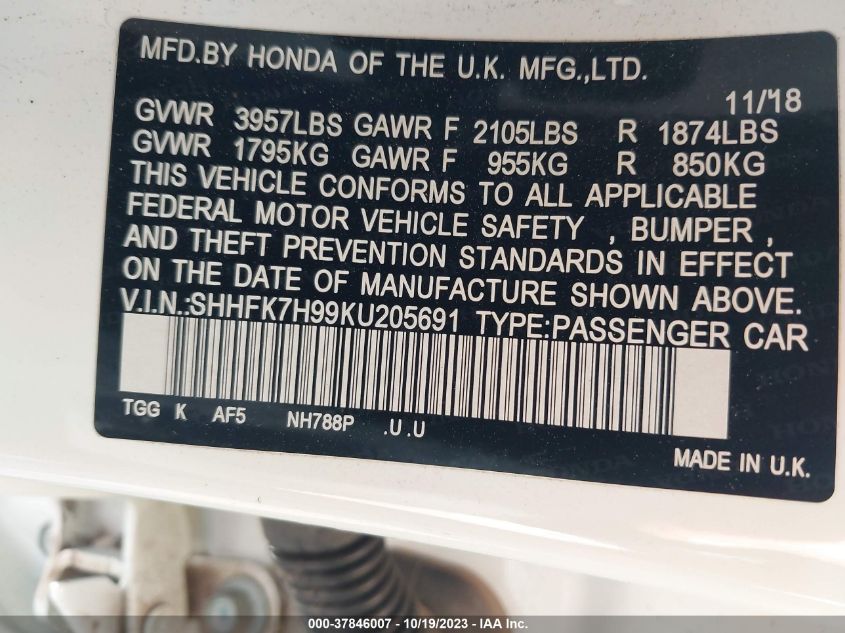 MFD.BY HONDA OF THE U.K. MFG.,LTD.
11/18
GVWR 3957LBS GAWR F 2105LBS R 1874LBS
GVWR 1795KG GAWR F 955KG R 850KG
THIS VEHICLE CONFORMS TO ALL APPLICABLE
FEDERAL MOTOR VEHICLE SAFETY , BUMPER ,
AND THEFT PREVENTION STANDARDS IN EFFECT
ON THE DATE OF MANUFACTURE SHOWN ABOVE.
V.I.N.:SHHFK7H99KU205691 TYPE:PASSENGER CAR
TGG K AF5 NH788P .U .U
MADE IN U.K.
000-37846007 - 10/19/2023 - IAA Inc.